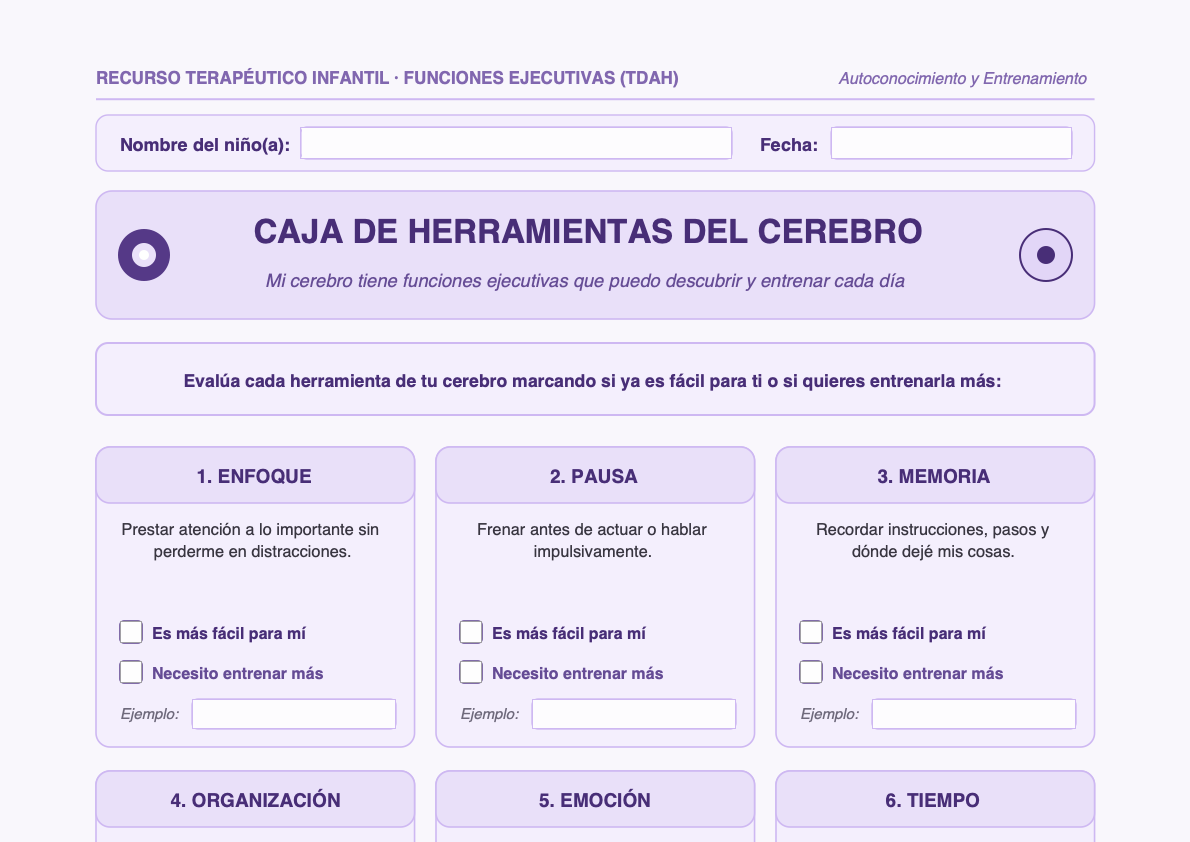 RECURSO TERAPÉUTICO INFANTIL · FUNCIONES EJECUTIVAS (TDAH)
Autoconocimiento y Entrenamiento
Nombre del niño(a):
Fecha:
CAJA DE HERRAMIENTAS DEL CEREBRO
Mi cerebro tiene funciones ejecutivas que puedo descubrir y entrenar cada día
Evalúa cada herramienta de tu cerebro marcando si ya es fácil para ti o si quieres entrenarla más:
1. ENFOQUE
Prestar atención a lo importante sin
perderme en distracciones.
Es más fácil para mí
Necesito entrenar más
Ejemplo:
2. PAUSA
Frenar antes de actuar o hablar
impulsivamente.
Es más fácil para mí
Necesito entrenar más
Ejemplo:
3. MEMORIA
Recordar instrucciones, pasos y
dónde dejé mis cosas.
Es más fácil para mí
Necesito entrenar más
Ejemplo:
4. ORGANIZACIÓN
5. EMOCIÓN
6. TIEMPO